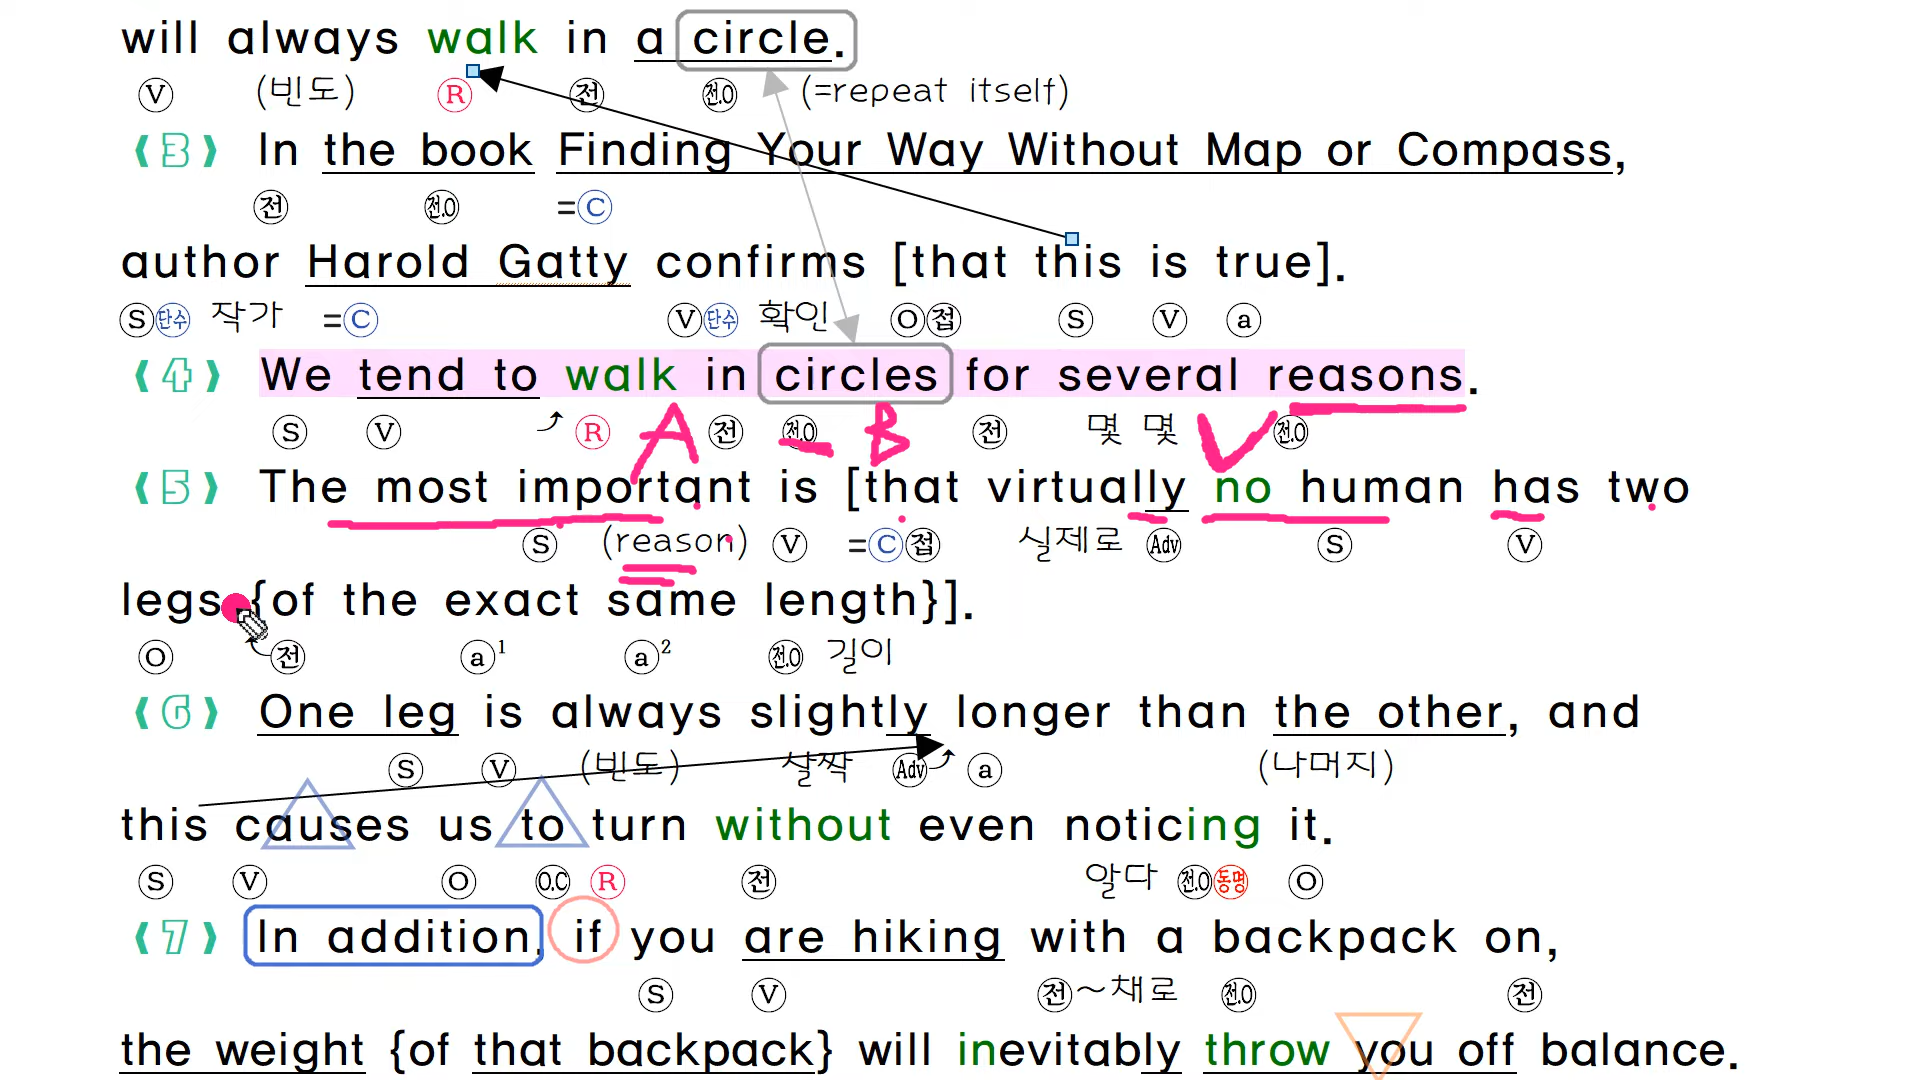 will always walk in a circle.
V (빈도) R 전 전.O (=repeat itself)
(3) In the book Finding Your Way Without Map or Compass,
전 전.O =C
author Harold Gatty confirms [that this is true].
S 단수 작가 =C V 단수 확인 O 접 S V a
(4) We tend to walk in circles for several reasons.
S V R A 전 전.O B 전 몇 몇 V 전.O
(5) The most important is [that virtually no human has two
S (reason) V =C 접 실제로 Adv S V
legs {of the exact same length}].
O 전 a1 a2 전.O 길이
(6) One leg is always slightly longer than the other, and
S V (빈도) 살짝 Adv a (나머지)
this causes us to turn without even noticing it.
S V O O.C R 전 알다 전.O 동명 O
(7) In addition, if you are hiking with a backpack on,
S V 전 ~채로 전.O 전
the weight {of that backpack} will inevitably throw you off balance.